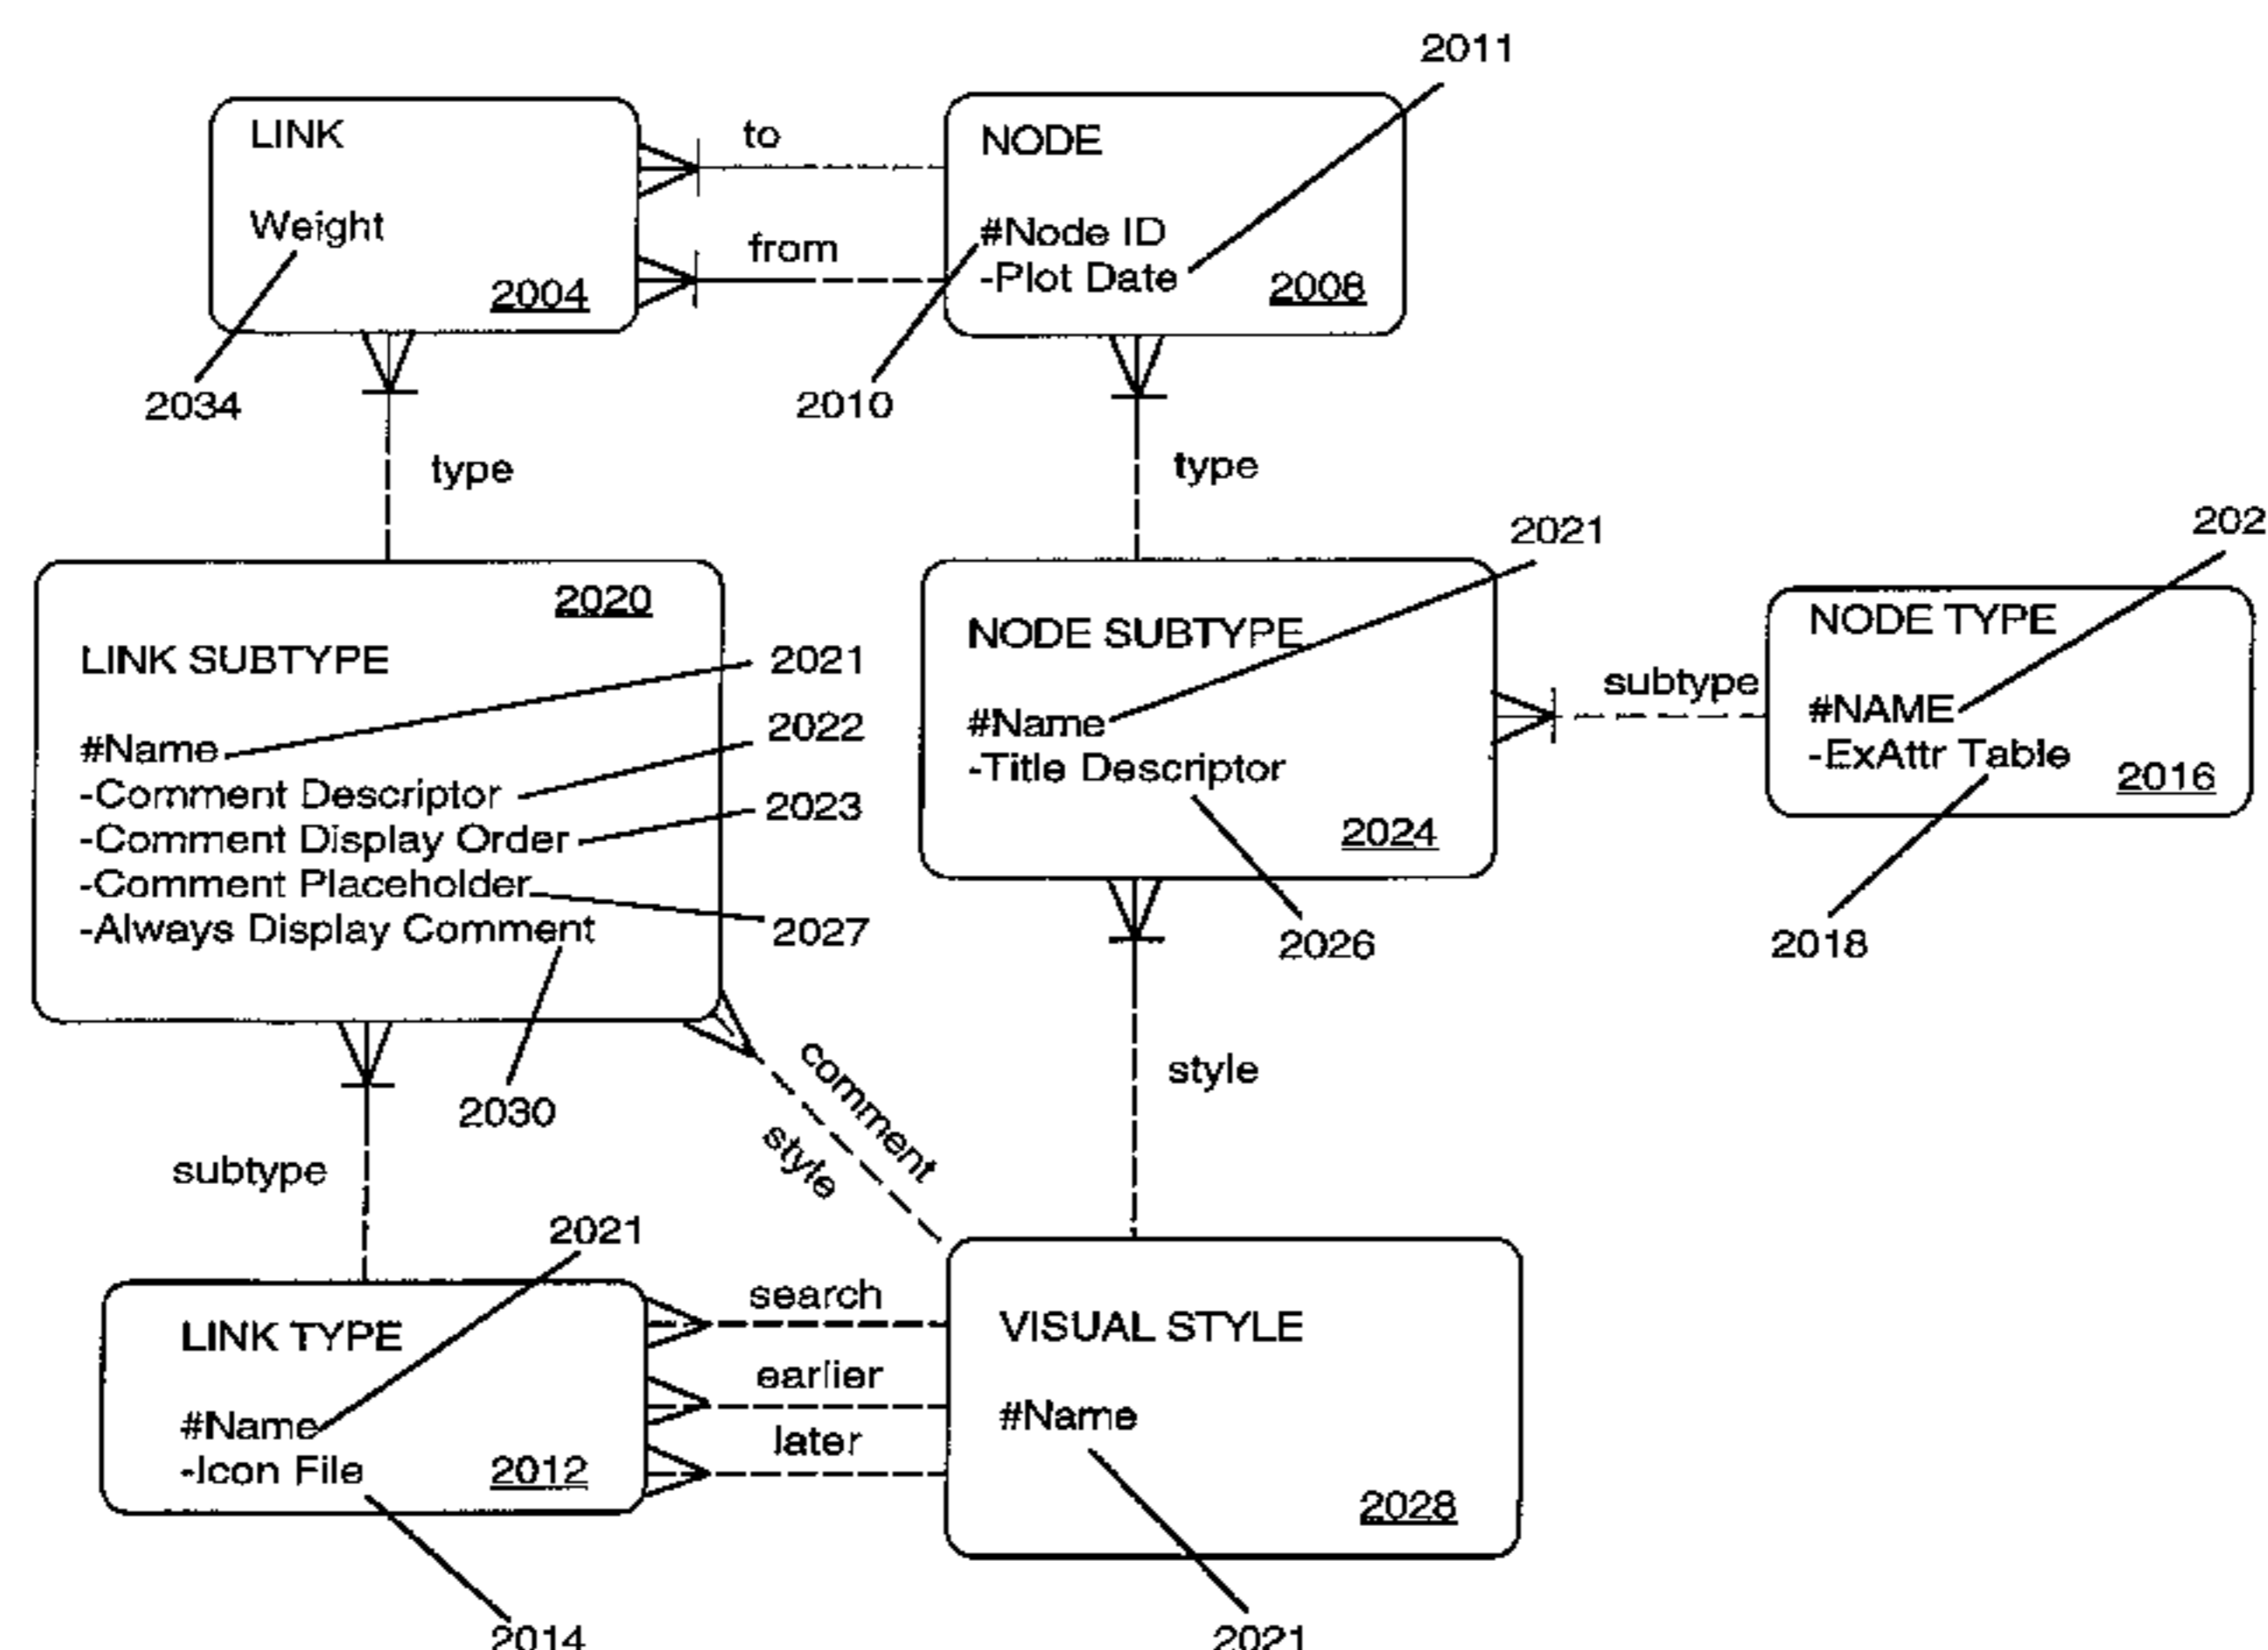 2011
LINK
to
NODE
Weight
from
#Node ID
-Plot Date
2004
2008
2034
2010
type
type
2021
202
2020
LINK SUBTYPE
2021
#Name
2022
-Comment Descriptor
2023
-Comment Display Order
-Comment Placeholder
2027
-Always Display Comment
NODE SUBTYPE
#Name
-Title Descriptor
2024
subtype
NODE TYPE
#NAME
-ExAttr Table
2016
2026
2018
2030
comment
style
style
subtype
2021
LINK TYPE
#Name
-Icon File
2012
search
earlier
later
VISUAL STYLE
#Name
2028
2014
2021